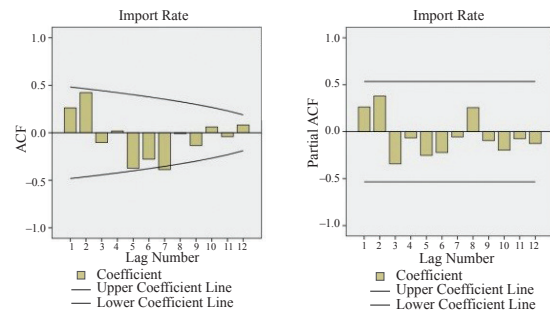 Import Rate
1.0
0.5
0.0
−0.5
−1.0
ACF
1 2 3 4 5 6 7 8 9 10 11 12
Lag Number
Coefficient
Upper Coefficient Line
Lower Coefficient Line
Import Rate
1.0
0.5
0.0
−0.5
−1.0
Partial ACF
1 2 3 4 5 6 7 8 9 10 11 12
Lag Number
Coefficient
Upper Coefficient Line
Lower Coefficient Line